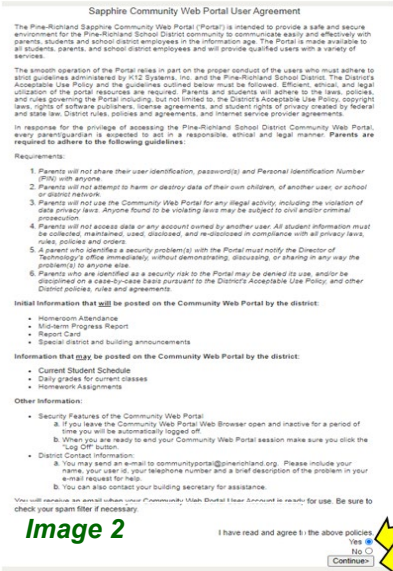 Sapphire Community Web Portal User Agreement
The Pine-Richland Sapphire Community Web Portal ("Portal") is intended to provide a safe and secure
environment for the Pine-Richland School District community to communicate easily and effectively with
parents, students and school district employees in the information age. The Portal is made available to
all students, parents, and school district employees and will provide qualified users with a variety of
services.
The smooth operation of the Portal relies in part on the proper conduct of the users who must adhere to
strict guidelines administered by K12 Systems, Inc. and the Pine-Richland School District. The District's
Acceptable Use Policy and the guidelines outlined below must be followed. Efficient, ethical, and legal
utilization of the portal resources are required. Parents and students will adhere to the laws, policies,
and rules governing the Portal including, but not limited to, the District's Acceptable Use Policy, copyright
laws, rights of software publishers, license agreements, and student rights of privacy created by federal
and state law, District rules, policies and agreements, and Internet service provider agreements.
In response for the privilege of accessing the Pine-Richland School District Community Web Portal,
every parent/guardian is expected to act in a responsible, ethical and legal manner. Parents are
required to adhere to the following guidelines:
Requirements:
1. Parents will not share their user identification, password(s) and Personal Identification Number
(PIN) with anyone.
2. Parents will not attempt to harm or destroy data of their own children, of another user, or school
or district network.
3. Parents will not use the Community Web Portal for any illegal activity, including the violation of
data privacy laws. Anyone found to be violating laws may be subject to civil and/or criminal
prosecution.
4. Parents will not access data or any account owned by another user. All student information must
be collected, maintained, used, disclosed, and re-disclosed in compliance with all privacy laws,
rules, policies and orders.
5. A parent who identifies a security problem(s) with the Portal must notify the Director of
Technology's office immediately, without demonstrating, discussing, or sharing in any way the
problem(s) to anyone else.
6. Parents who are identified as a security risk to the Portal may be denied its use, and/or be
disciplined on a case-by-case basis pursuant to the District's Acceptable Use Policy, and other
District policies, rules and agreements.
Initial Information that will be posted on the Community Web Portal by the district:
• Homeroom Attendance
• Mid-term Progress Report
• Report Card
• Special district and building announcements
Information that may be posted on the Community Web Portal by the district:
• Current Student Schedule
• Daily grades for current classes
• Homework Assignments
Other Information:
• Security Features of the Community Web Portal
a. If you leave the Community Web Portal Web Browser open and inactive for a period of
time you will be automatically logged off.
b. When you are ready to end your Community Web Portal session make sure you click the
"Log Off" button.
• District Contact Information:
a. You may send an e-mail to communityportal@pinerichland.org. Please include your
name, your user id, your telephone number and a brief description of the problem in your
e-mail request for help.
b. You can also contact your building secretary for assistance.
You will receive an email when your Community Web Portal User Account is ready for use. Be sure to
check your spam filter if necessary.
Image 2
I have read and agree to the above policies.
Yes
No
Continue>